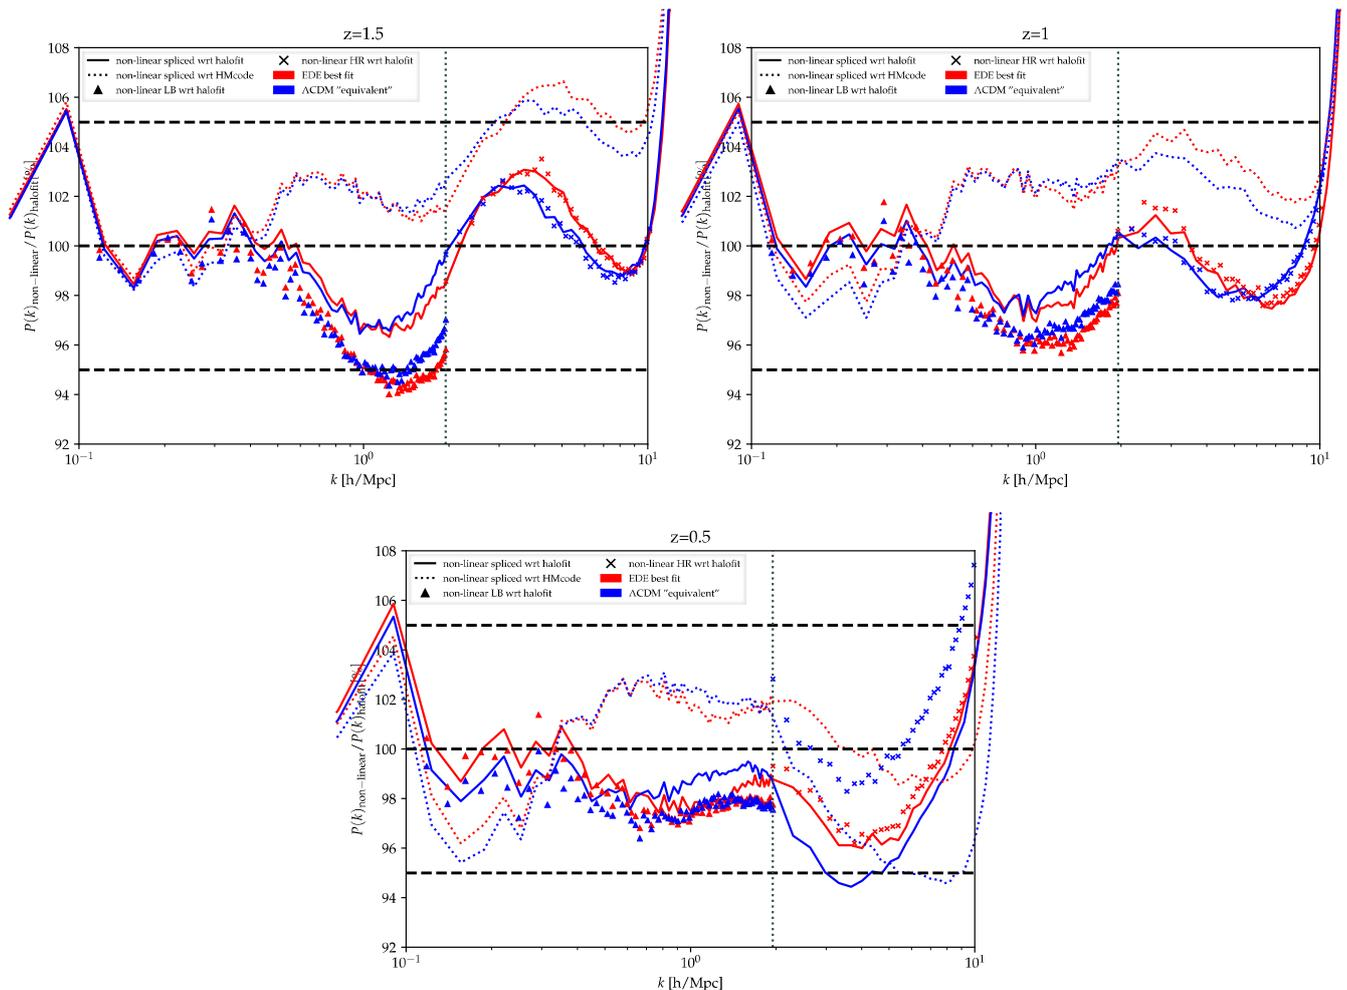 z=1.5
108
106
104
102
100
98
96
94
92
P(k)non−linear/P(k)halofit[%]
non-linear spliced wrt halofit
non-linear spliced wrt HMcode
non-linear LB wrt halofit
non-linear HR wrt halofit
EDE best fit
ΛCDM "equivalent"
10⁻¹
10⁰
10¹
k [h/Mpc]
z=1
108
106
104
102
100
98
96
94
92
P(k)non−linear/P(k)halofit[%]
non-linear spliced wrt halofit
non-linear spliced wrt HMcode
non-linear LB wrt halofit
non-linear HR wrt halofit
EDE best fit
ΛCDM "equivalent"
10⁻¹
10⁰
10¹
k [h/Mpc]
z=0.5
108
106
104
102
100
98
96
94
92
P(k)non−linear/P(k)halofit[%]
non-linear spliced wrt halofit
non-linear spliced wrt HMcode
non-linear LB wrt halofit
non-linear HR wrt halofit
EDE best fit
ΛCDM "equivalent"
10⁻¹
10⁰
10¹
k [h/Mpc]